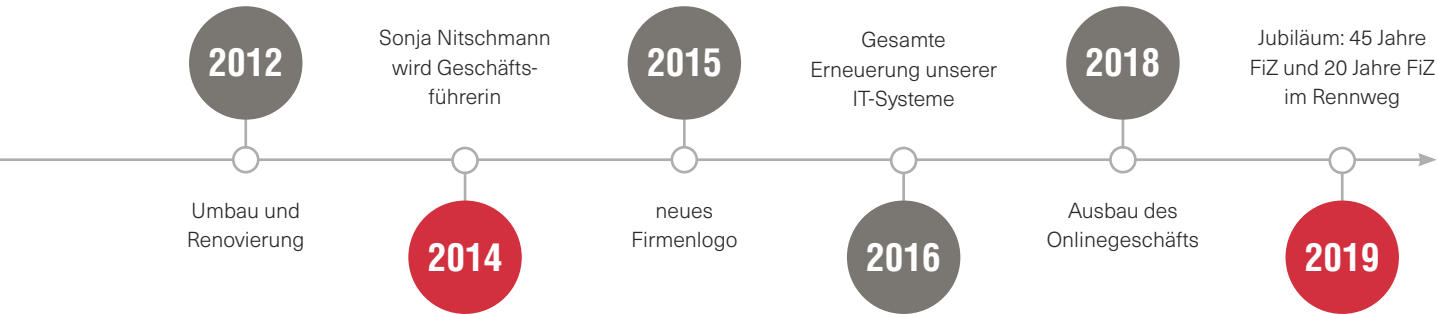 2012
Umbau und
Renovierung
Sonja Nitschmann
wird Geschäfts-
führerin
2014
2015
neues
Firmenlogo
Gesamte
Erneuerung unserer
IT-Systeme
2016
2018
Ausbau des
Onlinegeschäfts
Jubiläum: 45 Jahre
FiZ und 20 Jahre FiZ
im Rennweg
2019